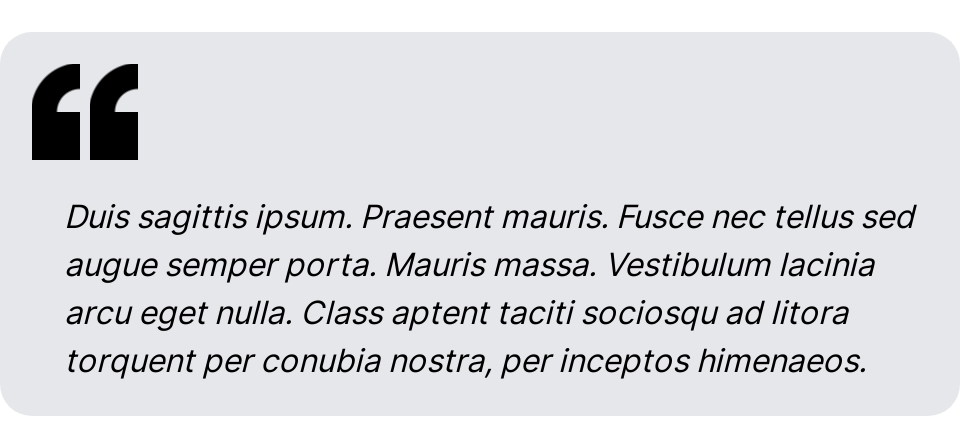 Duis sagittis ipsum. Praesent mauris. Fusce nec tellus sed
augue semper porta. Mauris massa. Vestibulum lacinia
arcu eget nulla. Class aptent taciti sociosqu ad litora
torquent per conubia nostra, per inceptos himenaeos.